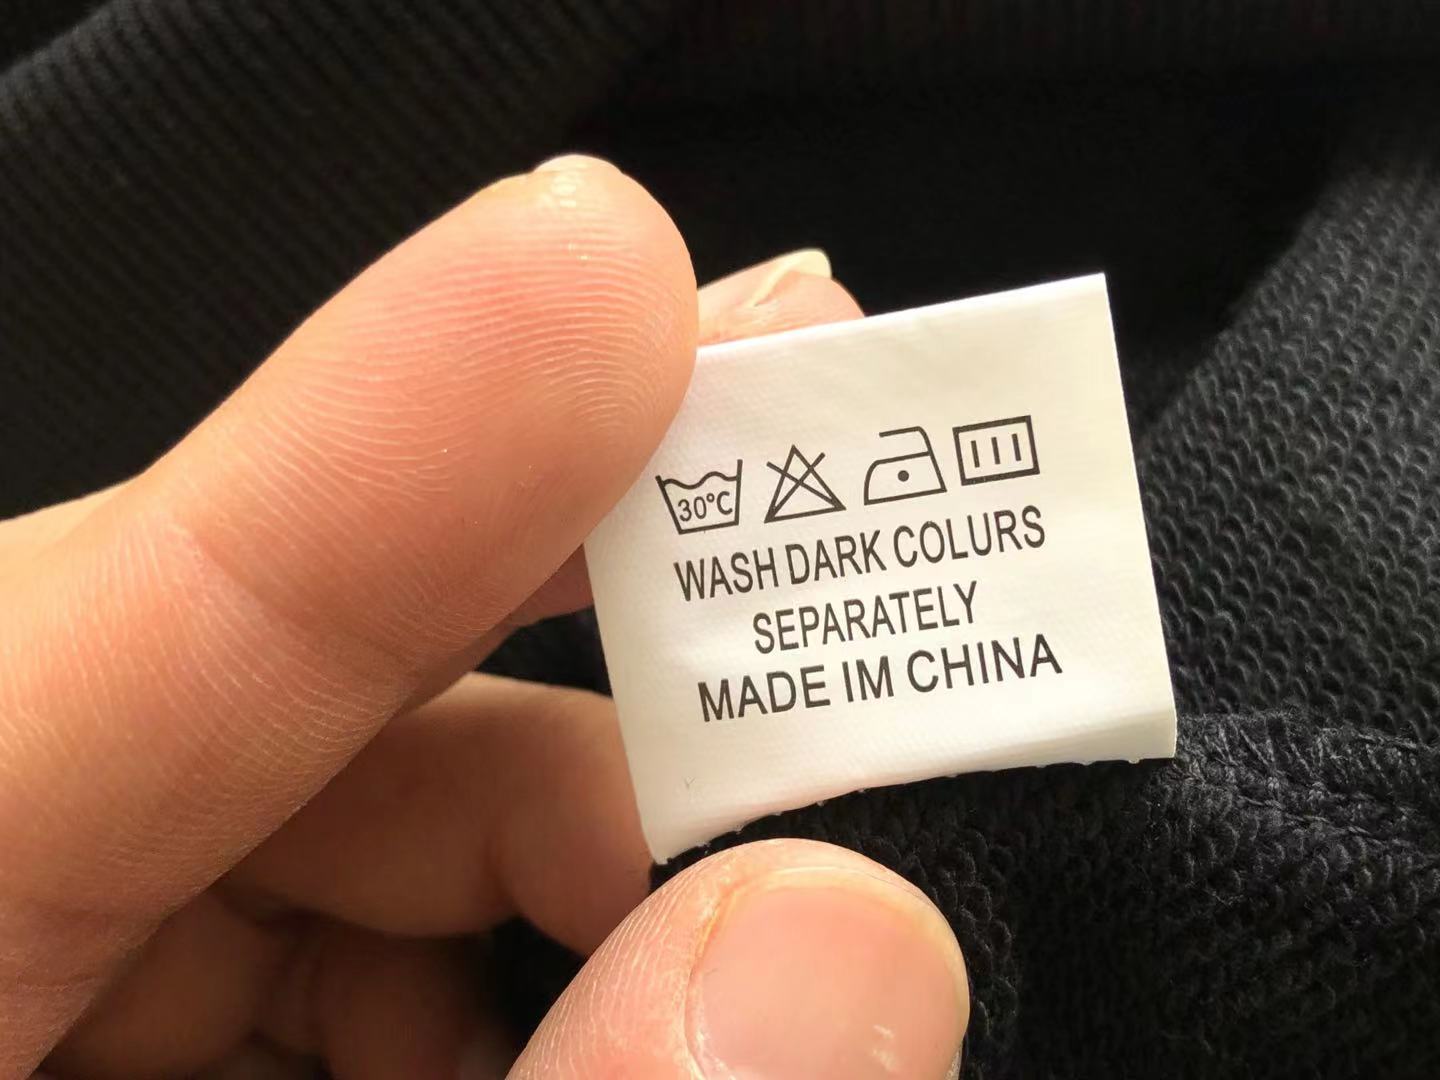 30°C
WASH DARK COLURS
SEPARATELY
MADE IM CHINA